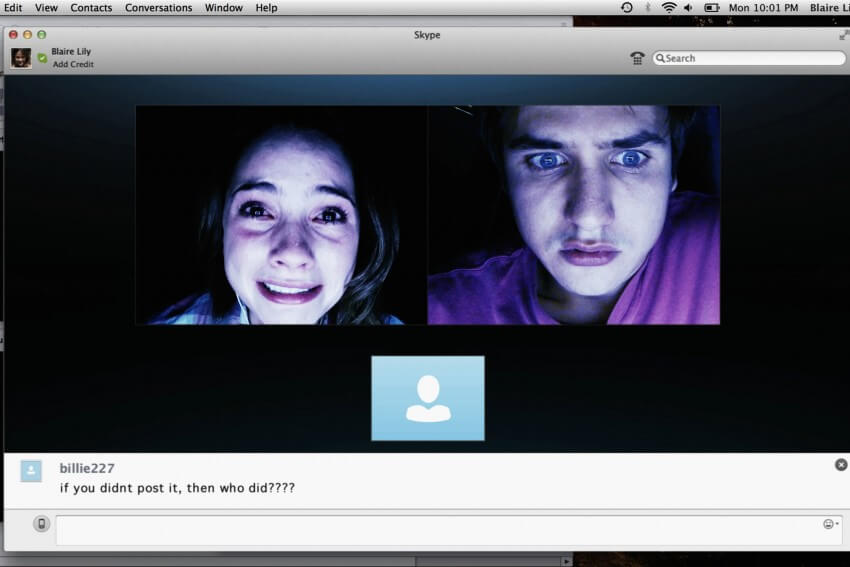 Edit View Contacts Conversations Window Help Mon 10:01 PM Blaire Li
Skype
Blaire Lily
Add Credit
Search
billie227
if you didnt post it, then who did????